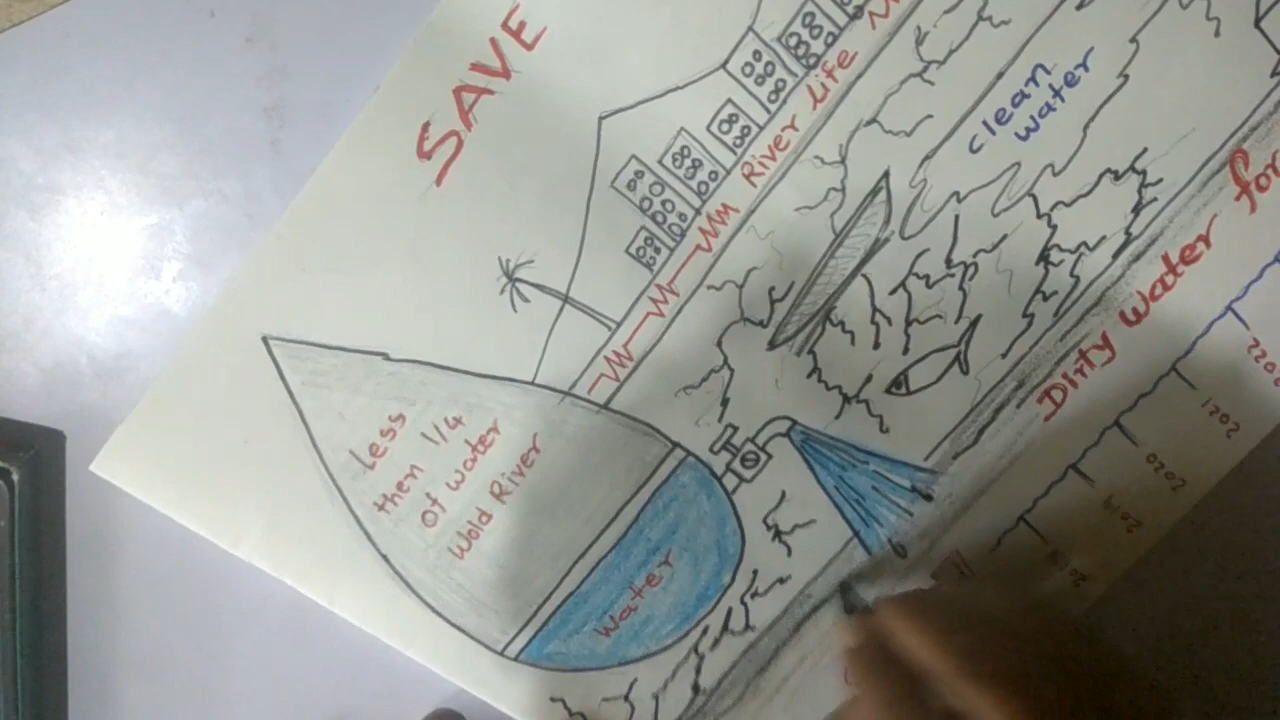 SAVE
River Life
clean
water
Dirty Water for
Less
then 1/4
of water
Wold River
Water
2022
2021
2020
2019